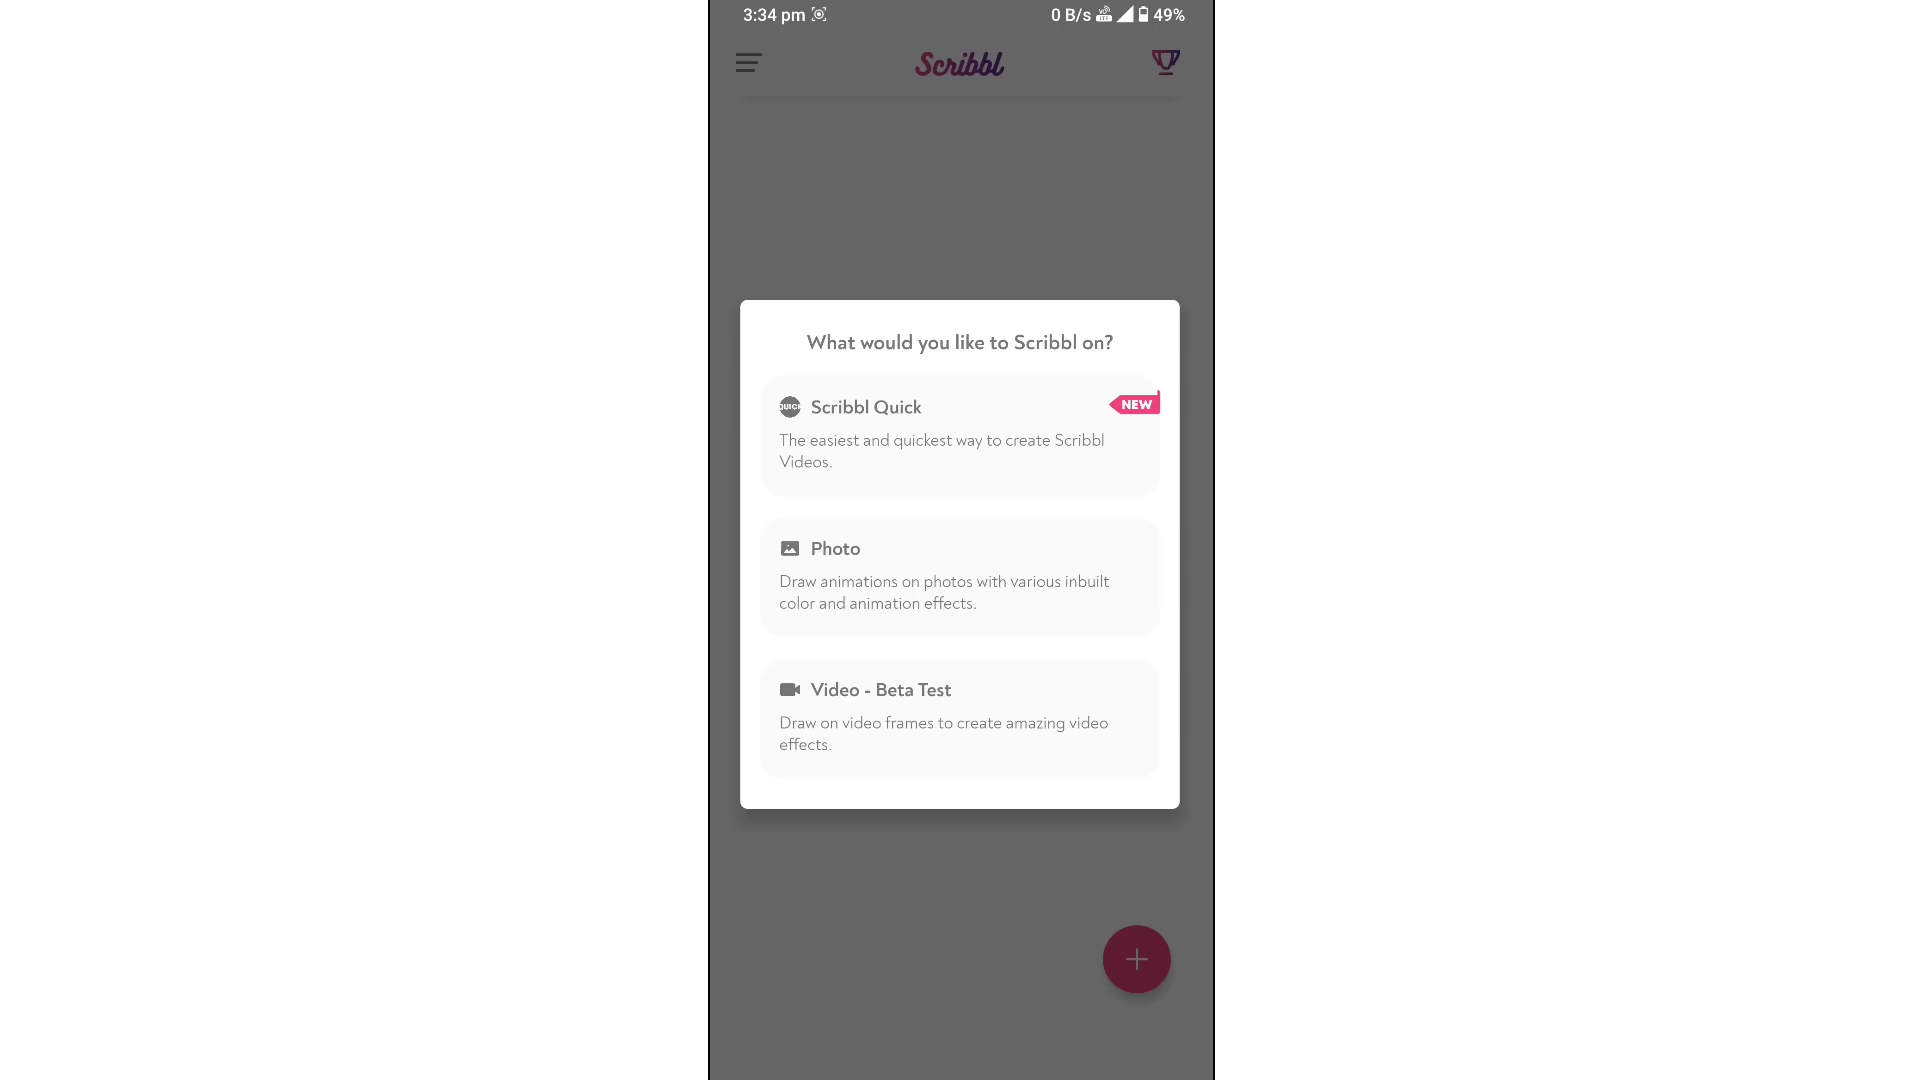 3:34 pm 0 B/s 49%
Scribbl
What would you like to Scribbl on?
QUICK Scribbl Quick NEW
The easiest and quickest way to create Scribbl
Videos.
Photo
Draw animations on photos with various inbuilt
color and animation effects.
Video - Beta Test
Draw on video frames to create amazing video
effects.